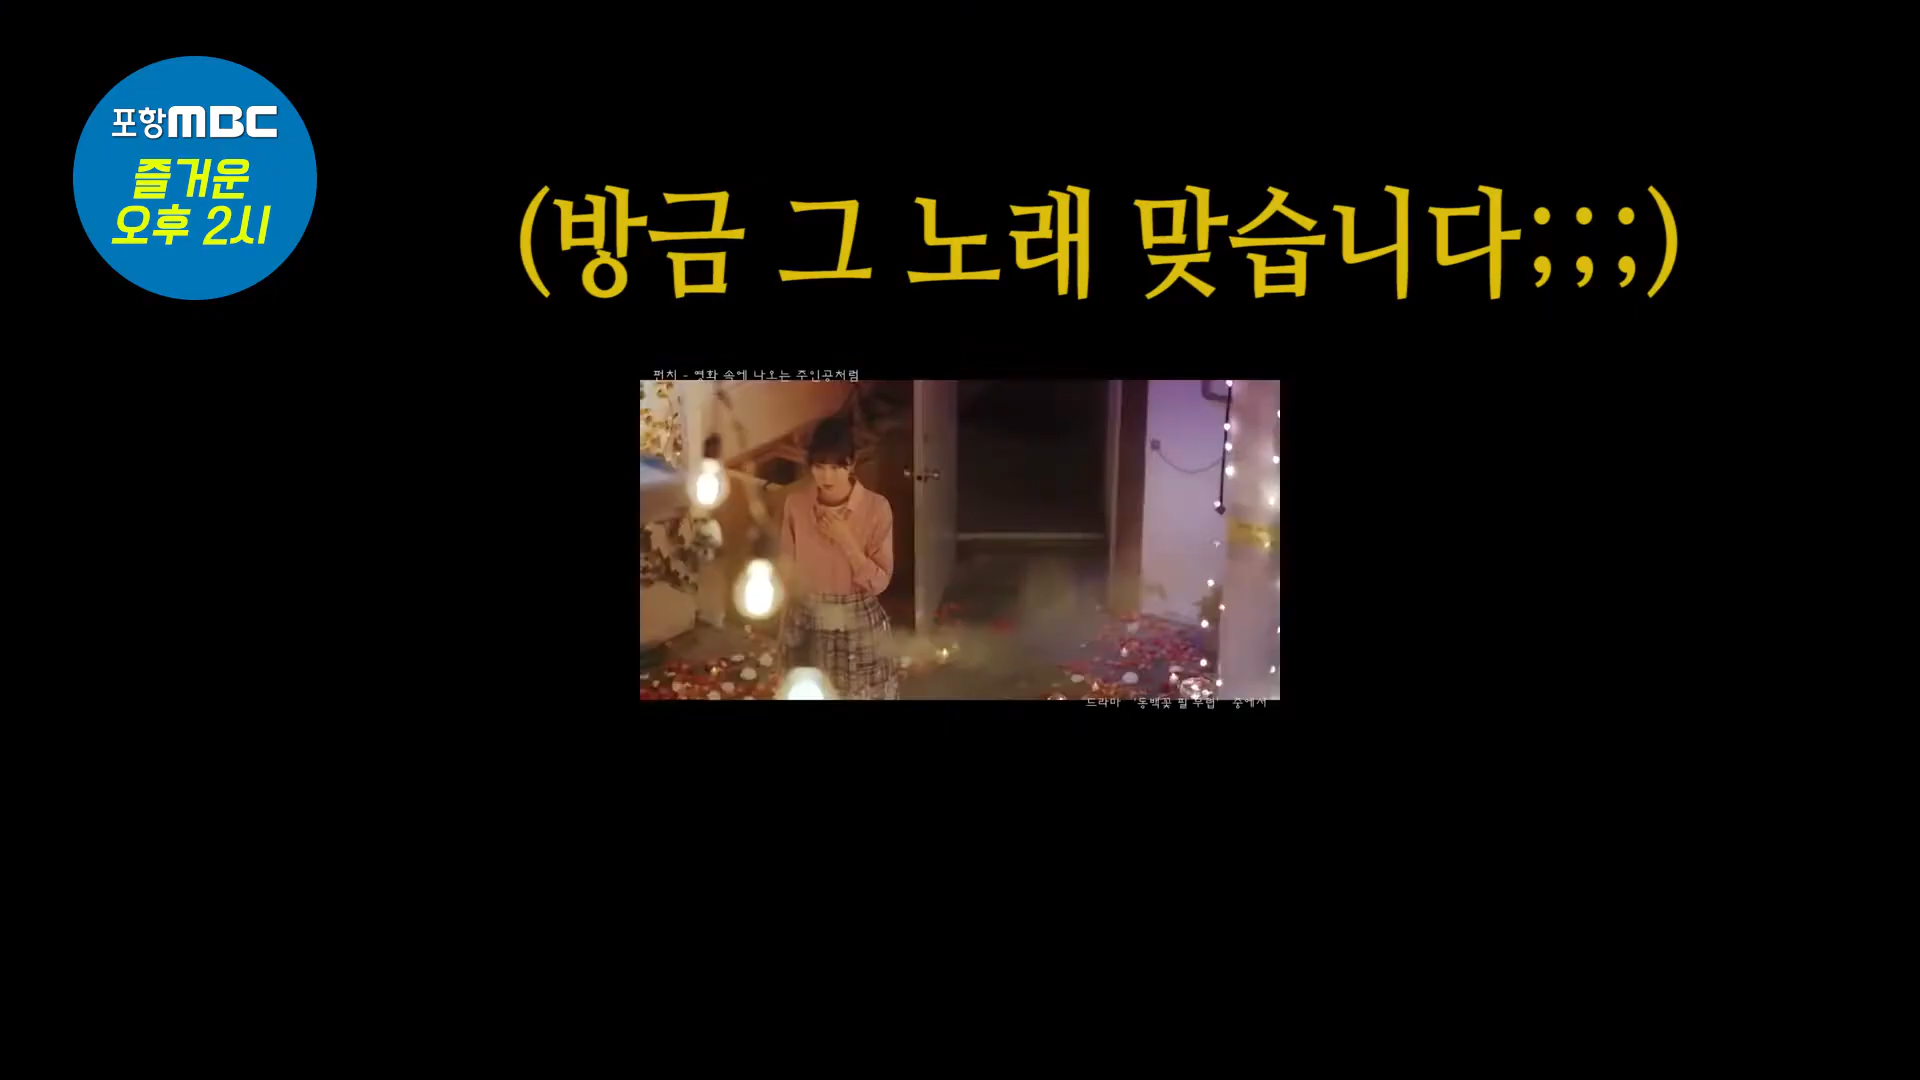 포항MBC
즐거운
오후 2시
(방금 그 노래 맞습니다;;;)
펀치 - 영화 속에 나오는 주인공처럼
드라마 '동백꽃 필 무렵' 중에서